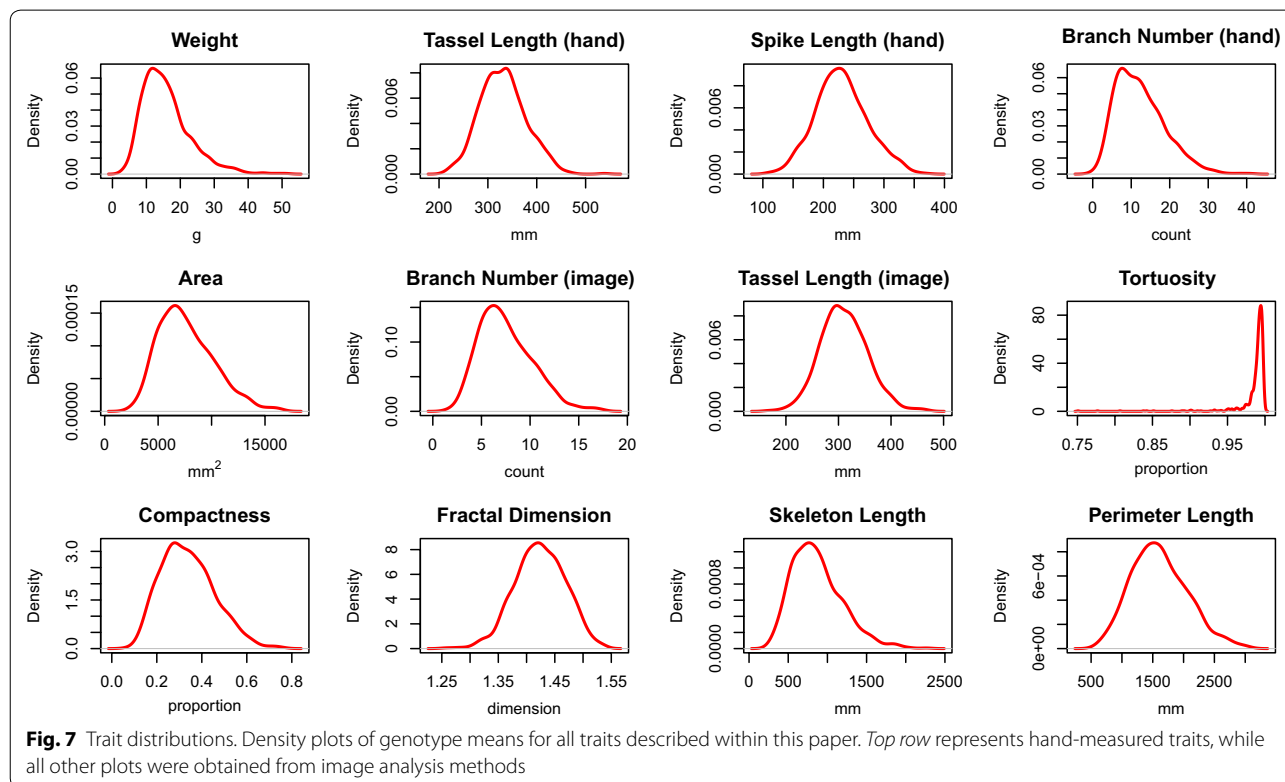 Weight
Tassel Length (hand)
Spike Length (hand)
Branch Number (hand)
Density
0.00 0.03 0.06
0 10 20 30 40 50
g
Density
0.000 0.006
200 300 400 500
mm
Density
0.000 0.006
100 200 300 400
mm
Density
0.00 0.03 0.06
0 10 20 30 40
count
Area
Branch Number (image)
Tassel Length (image)
Tortuosity
Density
0.0000 0.0015
0 5000 15000
mm²
Density
0.00 0.10
0 5 10 15 20
count
Density
0.000 0.006
200 300 400 500
mm
Density
0 40 80
0.75 0.85 0.95
proportion
Compactness
Fractal Dimension
Skeleton Length
Perimeter Length
Density
0.0 1.5 3.0
0.0 0.2 0.4 0.6 0.8
proportion
Density
0 2 4 6 8
1.25 1.35 1.45 1.55
dimension
Density
0.0000 0.0008
0 500 1500 2500
mm
Density
0e+00 6e−04
500 1500 2500
mm
Fig. 7 Trait distributions. Density plots of genotype means for all traits described within this paper. Top row represents hand-measured traits, while
all other plots were obtained from image analysis methods